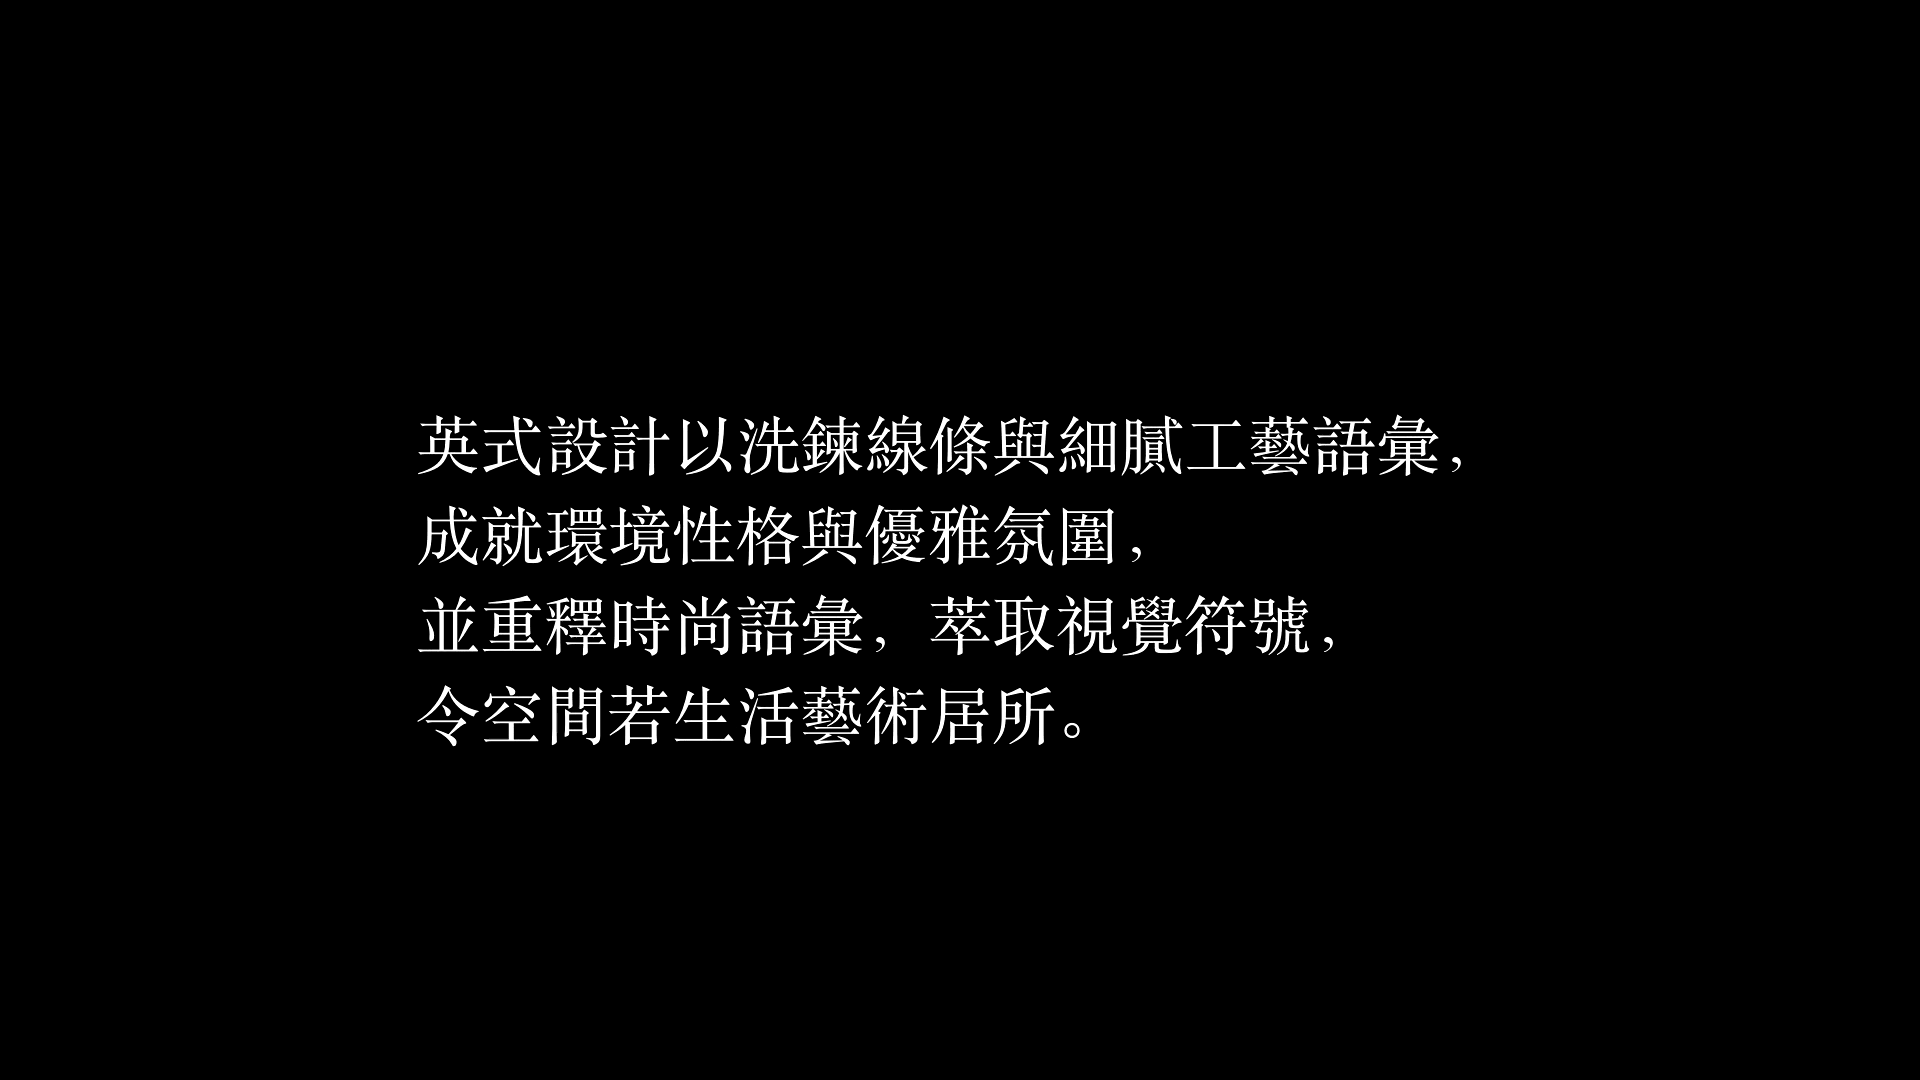 英式設計以洗鍊線條與細膩工藝語彙，
成就環境性格與優雅氛圍，
並重釋時尚語彙，萃取視覺符號，
令空間若生活藝術居所。